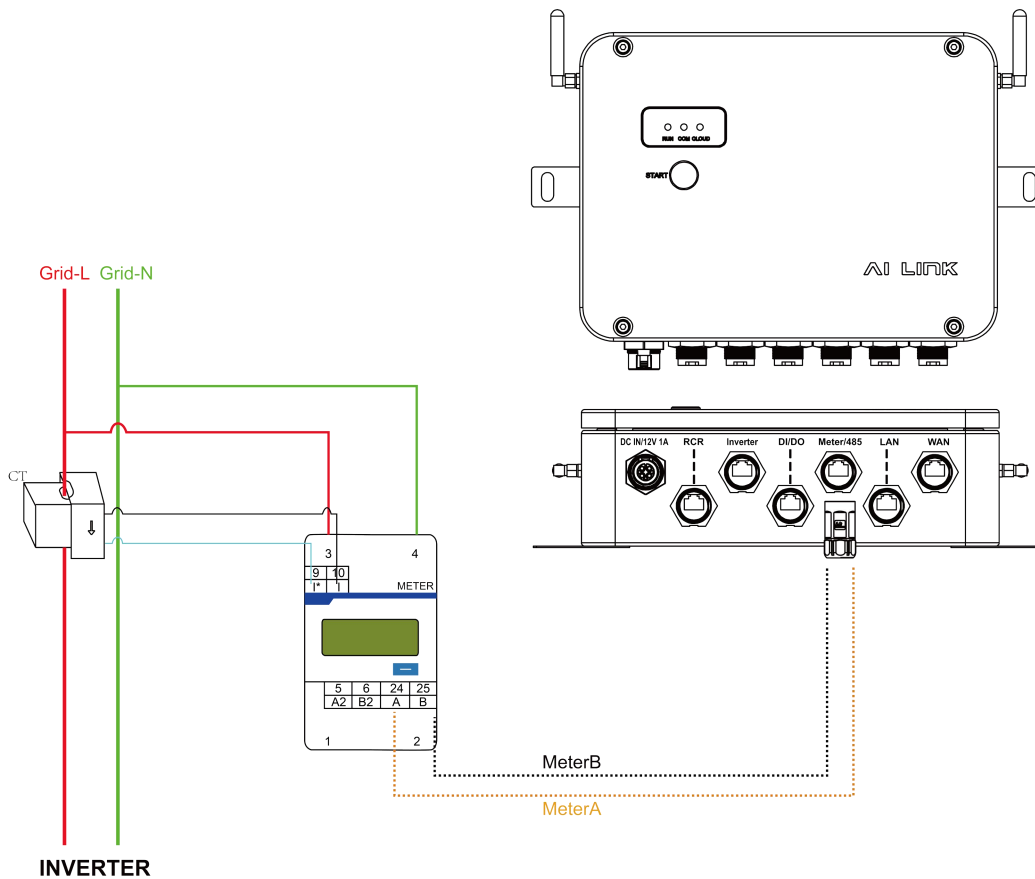 RUN COM CLOUD
START
AI LINK
Grid-L Grid-N
DC IN/12V 1A RCR Inverter DI/DO Meter/485 LAN WAN
CT
3 4
9 10
I* I
METER
5 6 24 25
A2 B2 A B
1 2
MeterB
MeterA
INVERTER